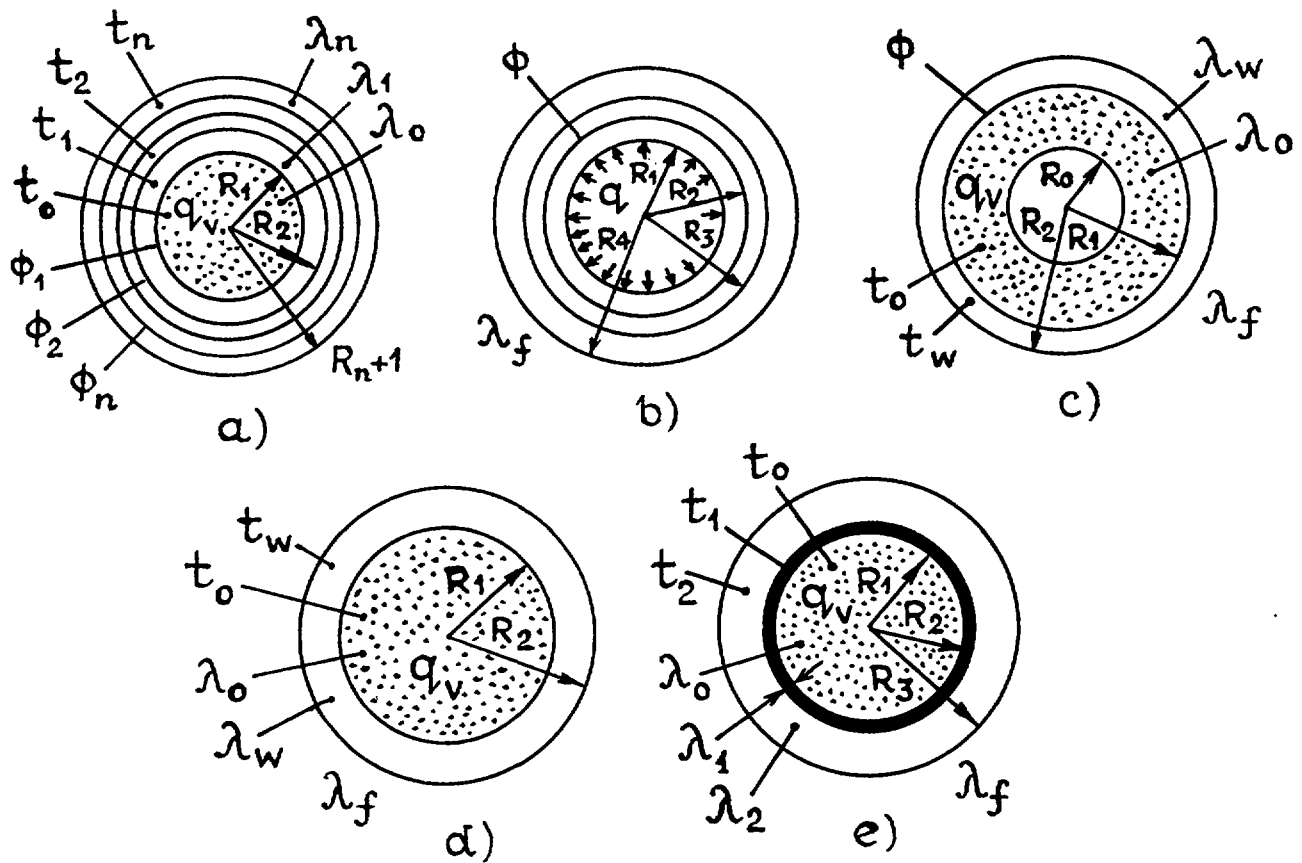 tn
λn
t2
λ1
t1
λ0
t0
R1
qv
R2
ϕ1
ϕ2
ϕn
Rn+1
a)
ϕ
R1
q
R2
R4
R3
λf
b)
ϕ
λw
λ0
R0
qv
R2
R1
t0
tw
λf
c)
tw
t0
R1
R2
λ0
qv
λw
λf
d)
t0
t1
t2
R1
qv
R2
λ0
R3
λ1
λ2
λf
e)